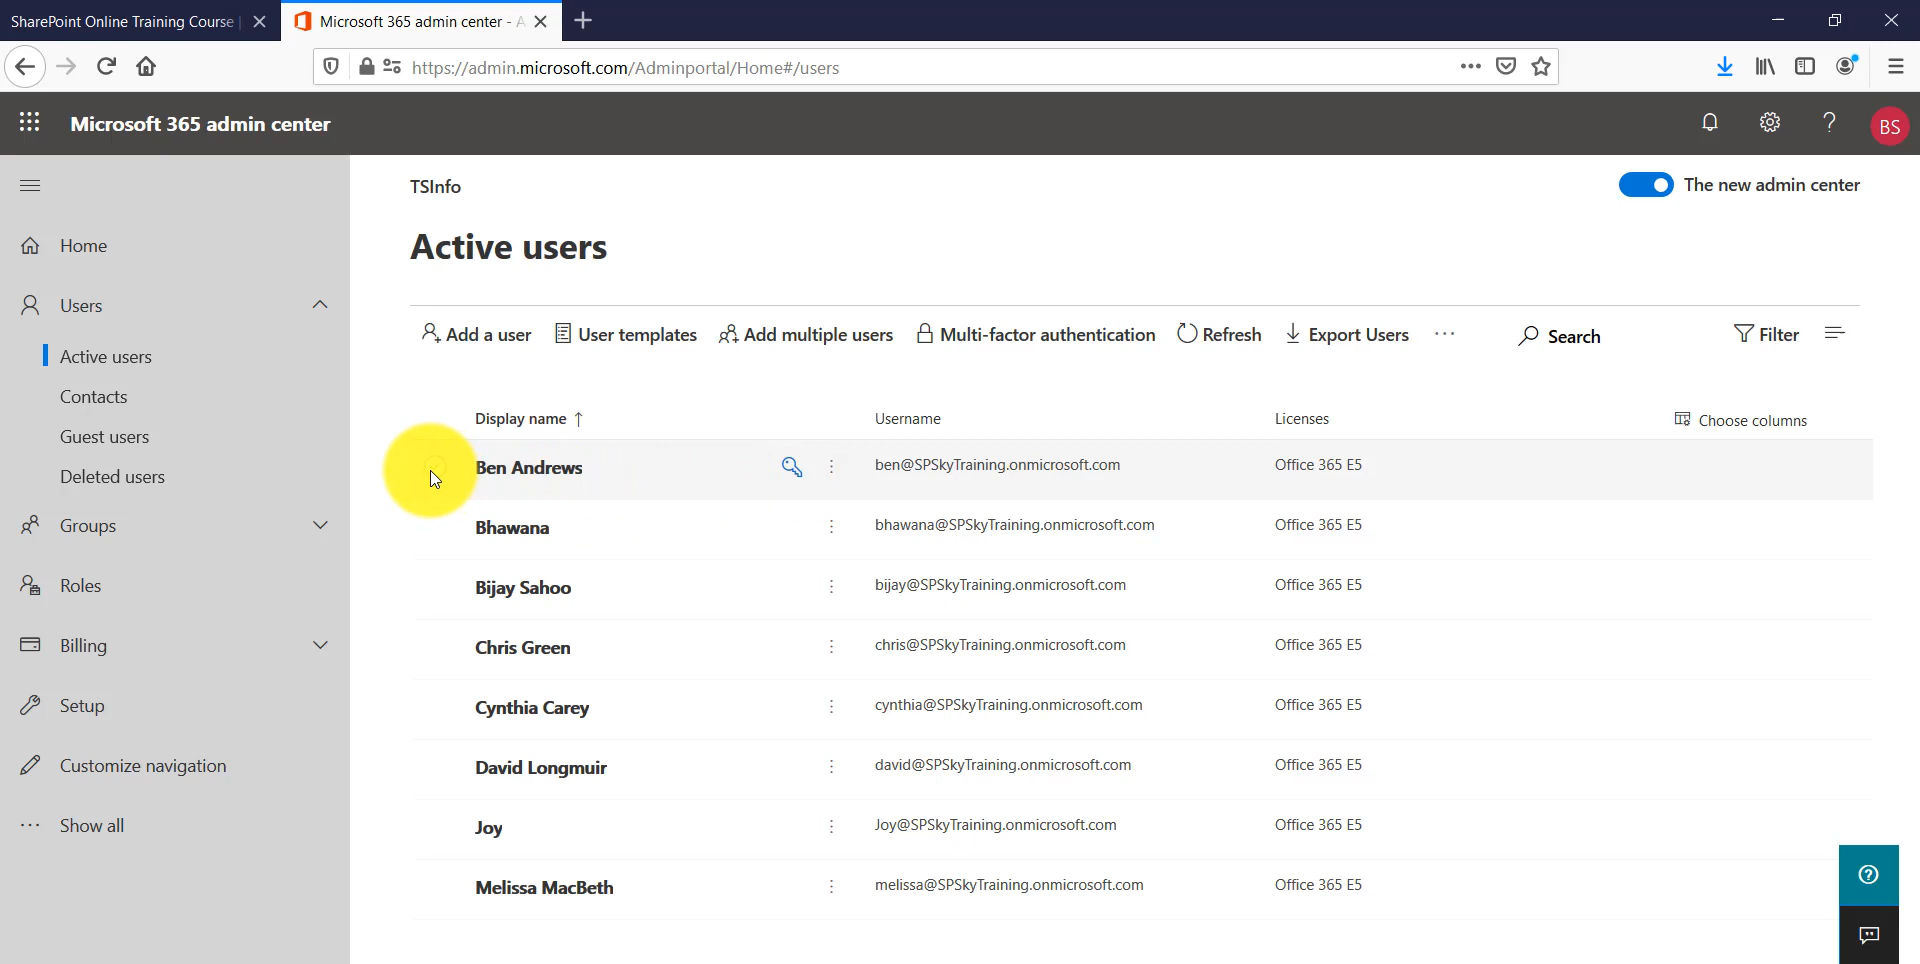 SharePoint Online Training Course
Microsoft 365 admin center - A
https://admin.microsoft.com/Adminportal/Home#/users
Microsoft 365 admin center
BS
TSInfo
The new admin center
Home
Users
Active users
Contacts
Guest users
Deleted users
Groups
Roles
Billing
Setup
Customize navigation
Show all
Active users
Add a user User templates Add multiple users Multi-factor authentication Refresh Export Users Search Filter
Display name ↑ Username Licenses Choose columns
Ben Andrews ben@SPSkyTraining.onmicrosoft.com Office 365 E5
Bhawana bhawana@SPSkyTraining.onmicrosoft.com Office 365 E5
Bijay Sahoo bijay@SPSkyTraining.onmicrosoft.com Office 365 E5
Chris Green chris@SPSkyTraining.onmicrosoft.com Office 365 E5
Cynthia Carey cynthia@SPSkyTraining.onmicrosoft.com Office 365 E5
David Longmuir david@SPSkyTraining.onmicrosoft.com Office 365 E5
Joy Joy@SPSkyTraining.onmicrosoft.com Office 365 E5
Melissa MacBeth melissa@SPSkyTraining.onmicrosoft.com Office 365 E5